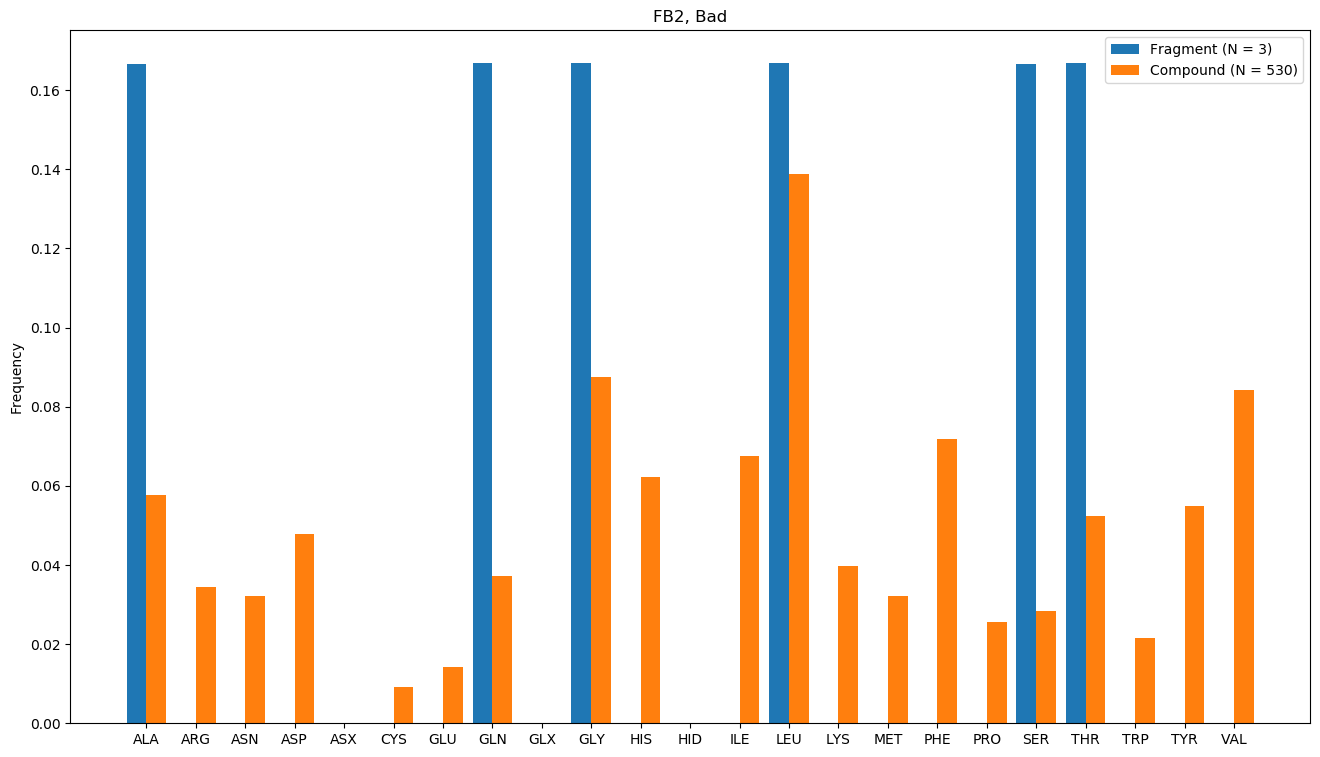 FB2, Bad
Fragment (N = 3)
Compound (N = 530)
Frequency
0.16
0.14
0.12
0.10
0.08
0.06
0.04
0.02
0.00
ALA ARG ASN ASP ASX CYS GLU GLN GLX GLY HIS HID ILE LEU LYS MET PHE PRO SER THR TRP TYR VAL